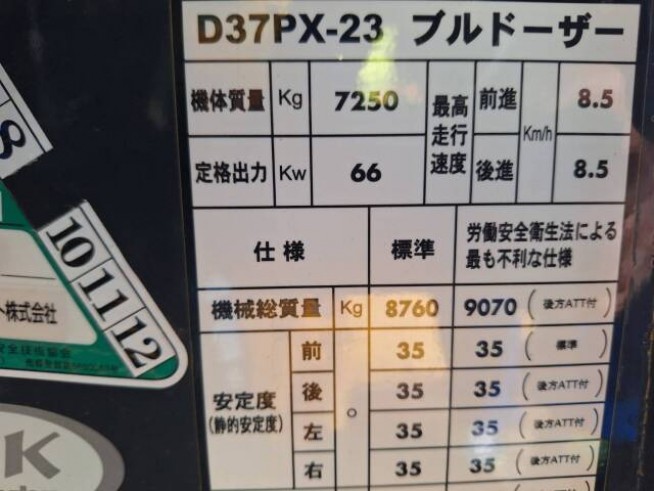 D37PX-23 ブルドーザー
機体質量 Kg 7250 最高走行速度 前進 Km/h 8.5
定格出力 Kw 66 後進 8.5
仕様 標準 労働安全衛生法による
最も不利な仕様
機械総質量 Kg 8760 9070 (後方ATT付)
安定度 (静的安定度) 前 ° 35 35 (標準)
後 35 35 (後方ATT付)
左 35 35 (後方ATT付)
右 35 35 (後方ATT付)
8
10 11 12
株式会社
K